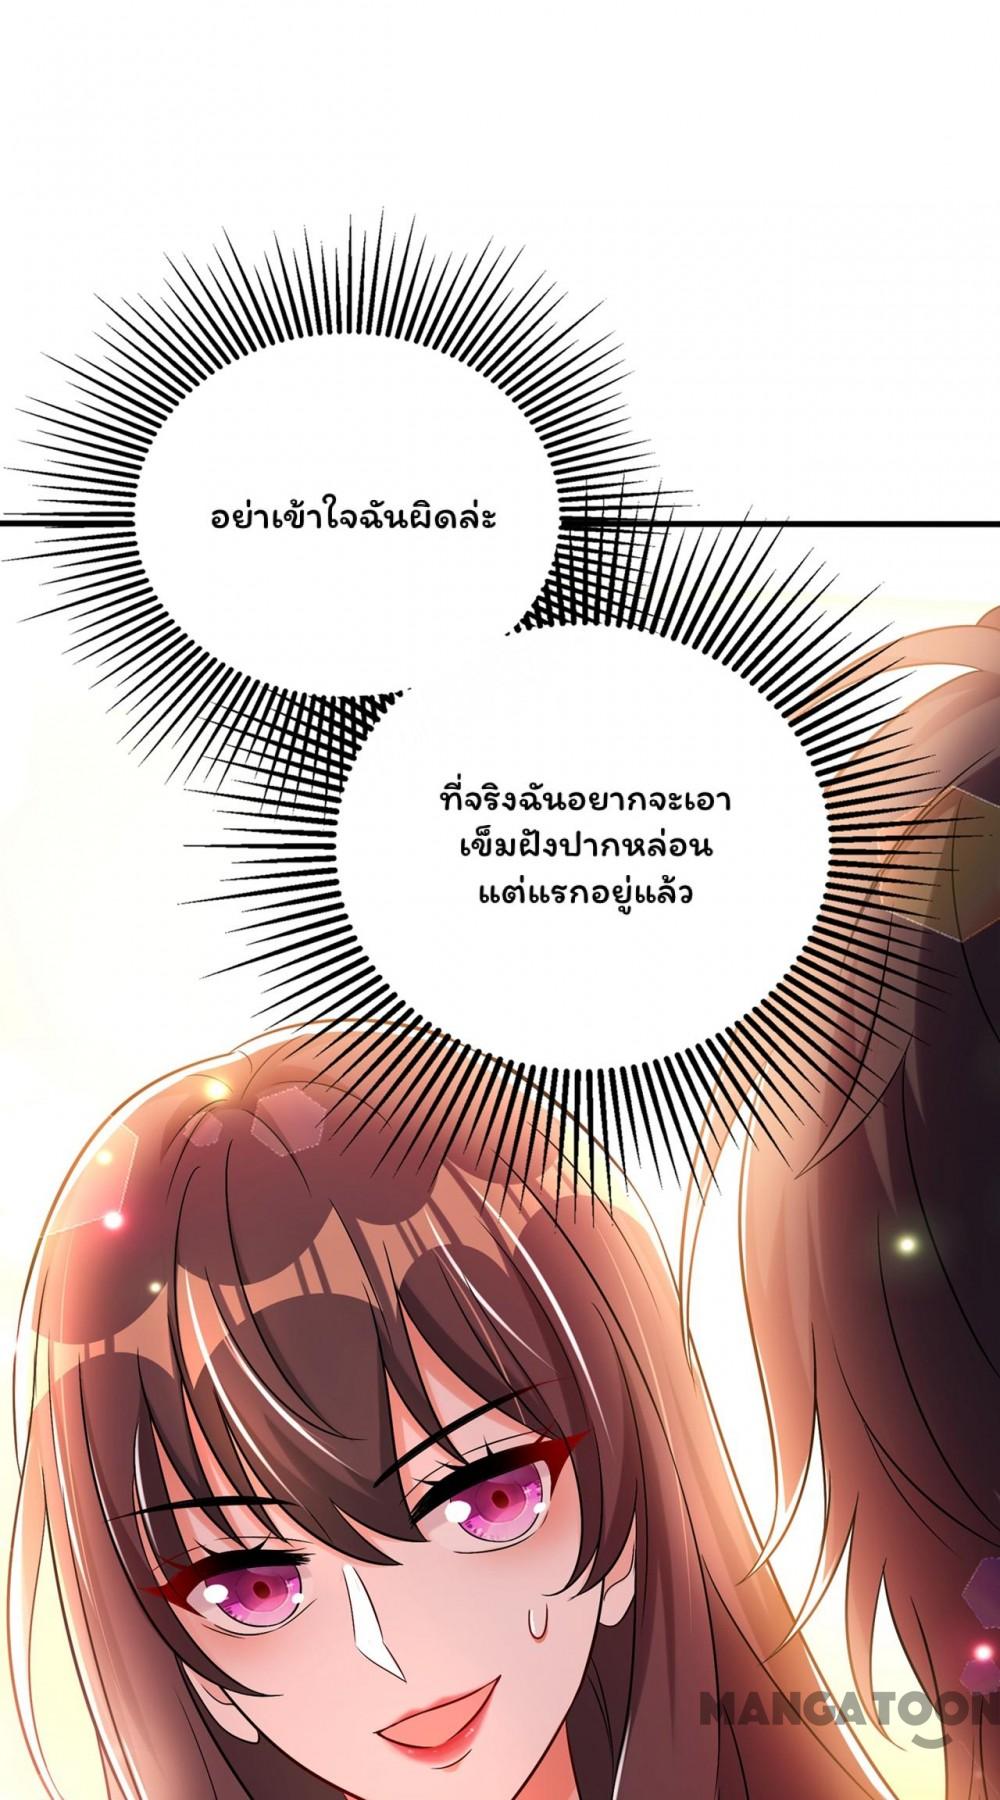 อย่าเข้าใจฉันผิดล่ะ
ที่จริงฉันอยากจะเอา
เข็มฝังปากหล่อน
แต่แรกอยู่แล้ว
MANGATOON